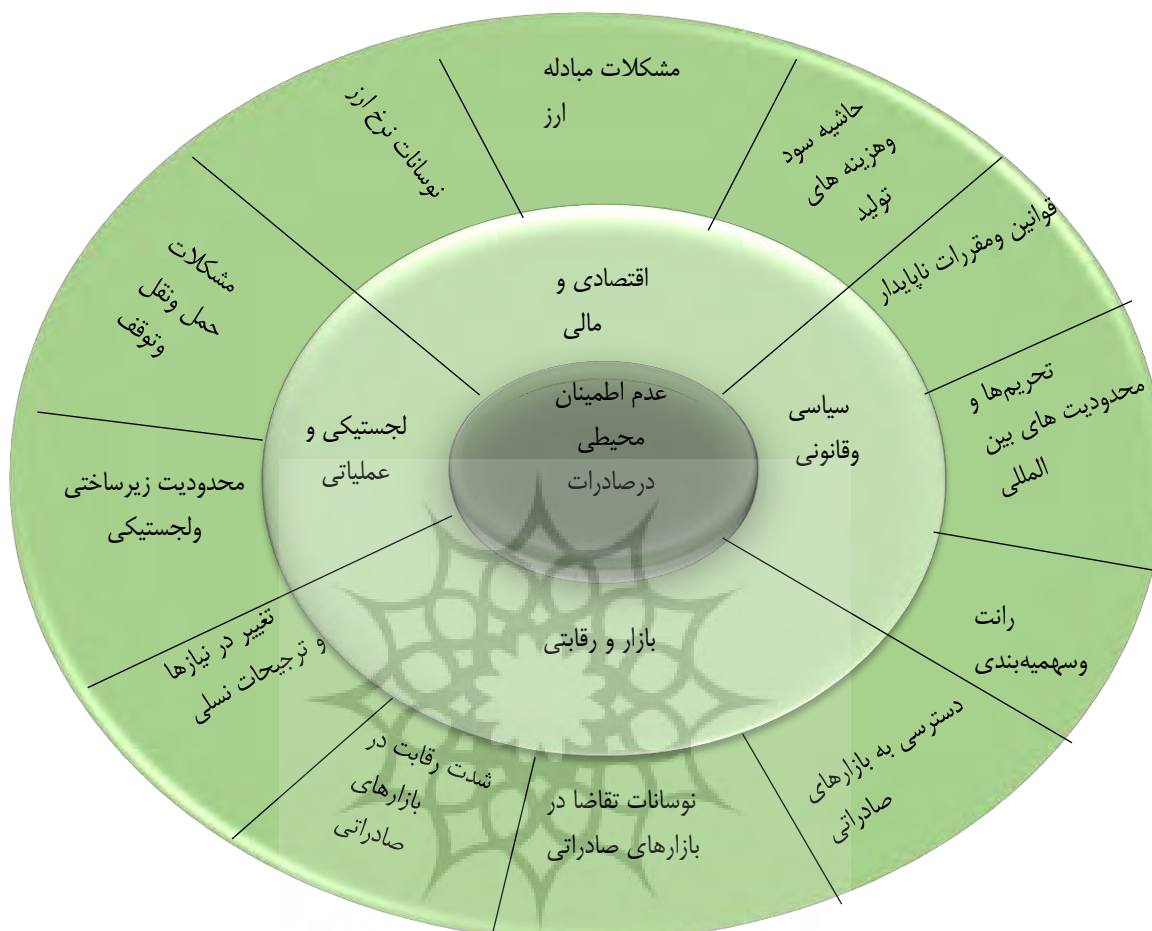 عدم اطمینان
محیطی
درصادرات
اقتصادی و
مالی
سیاسی
وقانونی
بازار و رقابتی
لجستیکی و
عملیاتی
مشکلات مبادله
ارز
حاشیه سود
وهزینه های
تولید
قوانین ومقررات ناپایدار
تحریم‌ها و
محدودیت های بین
المللی
رانت
وسهمیه‌بندی
دسترسی به بازارهای
صادراتی
نوسانات تقاضا در
بازارهای صادراتی
شدت رقابت در
بازارهای
صادراتی
تغییر در نیازها
و ترجیحات نسلی
محدودیت زیرساختی
ولجستیکی
مشکلات
حمل ونقل
وتوقف
نوسانات نرخ ارز